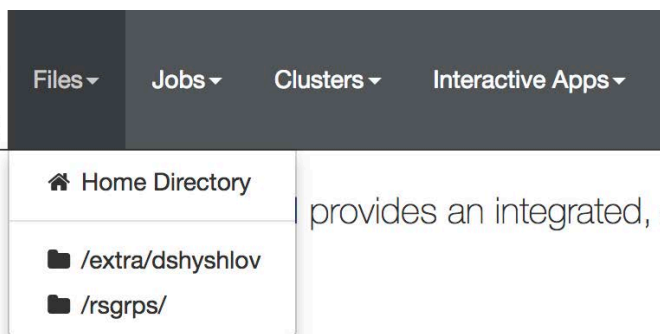 Files Jobs Clusters Interactive Apps
Home Directory
provides an integrated,
/extra/dshyshlov
/rsgrps/